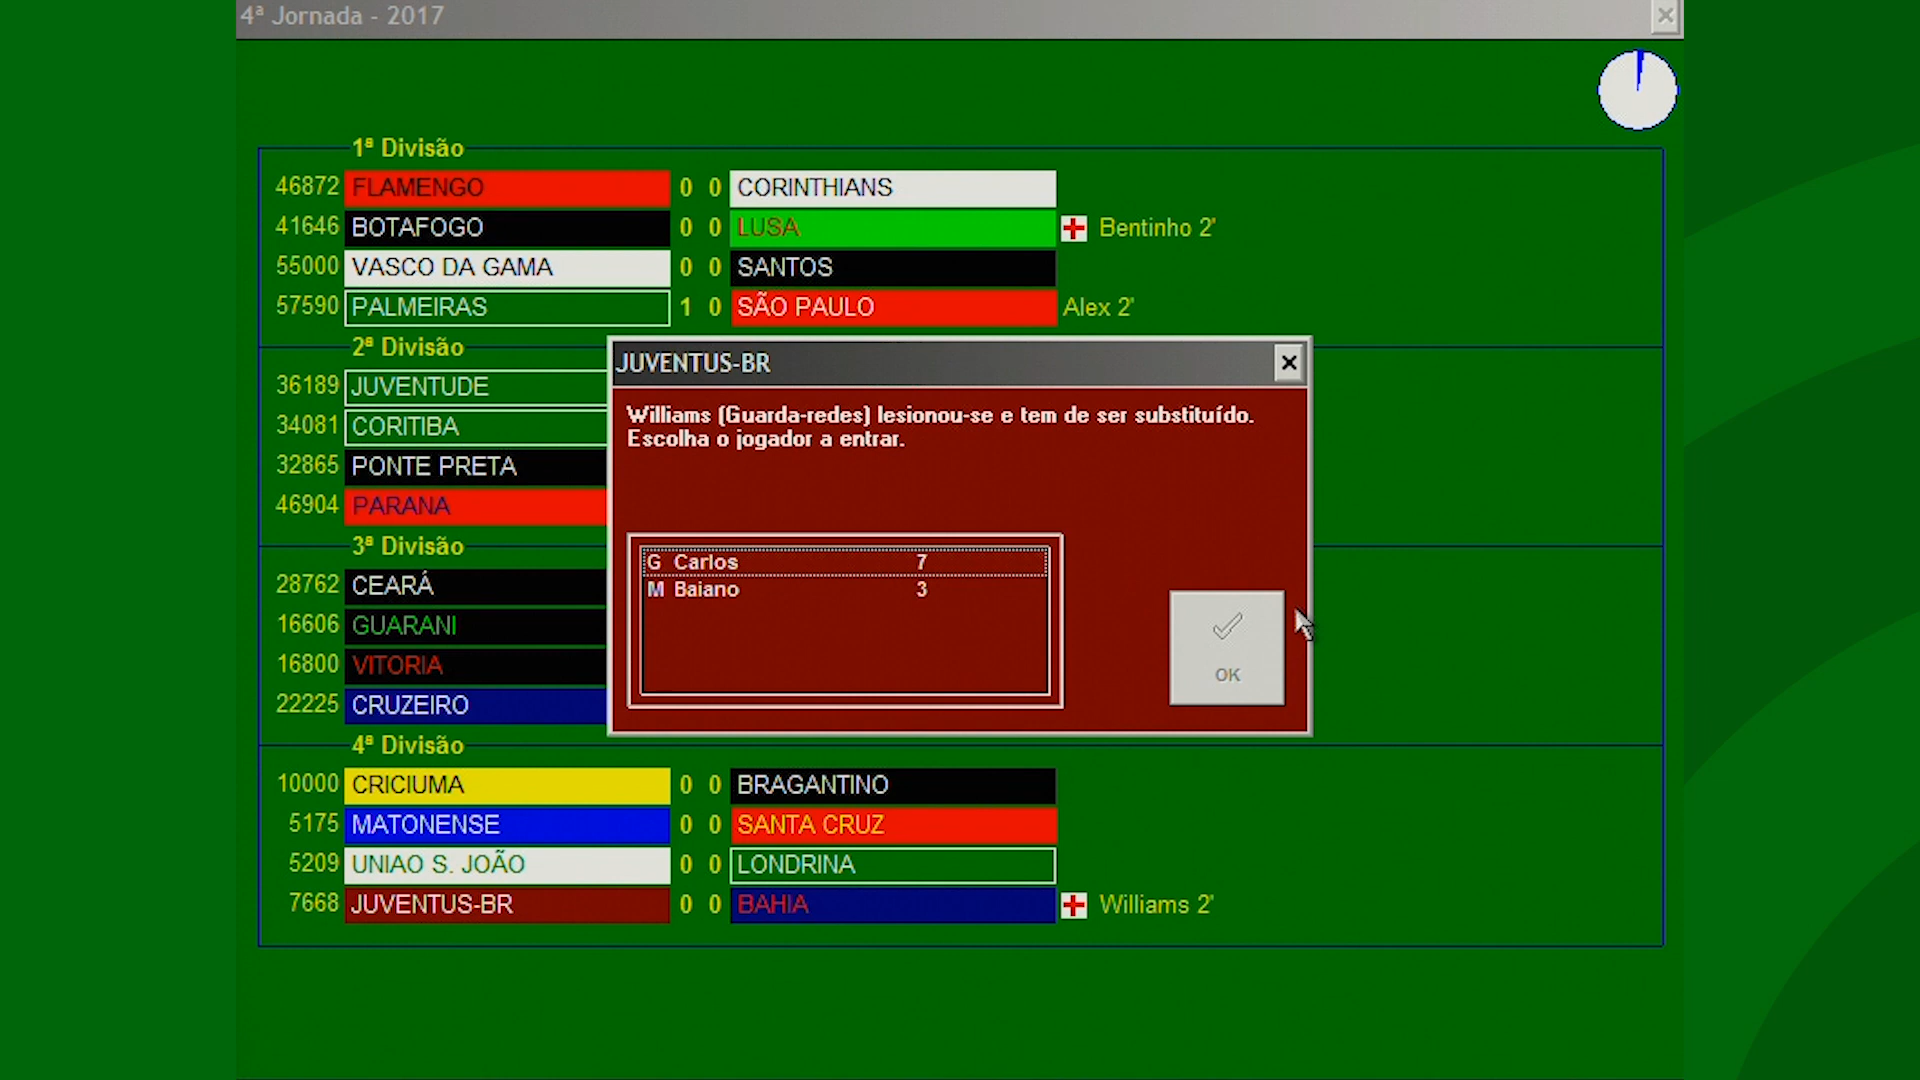 4ª Jornada - 2017
1ª Divisão
46872 FLAMENGO 0 0 CORINTHIANS
41646 BOTAFOGO 0 0 LUSA Bentinho 2'
55000 VASCO DA GAMA 0 0 SANTOS
57590 PALMEIRAS 1 0 SÃO PAULO Alex 2'
2ª Divisão
36189 JUVENTUDE
34081 CORITIBA
32865 PONTE PRETA
46904 PARANA
3ª Divisão
28762 CEARÁ
16606 GUARANI
16800 VITORIA
22225 CRUZEIRO
JUVENTUS-BR
Williams (Guarda-redes) lesionou-se e tem de ser substituído.
Escolha o jogador a entrar.
G Carlos 7
M Baiano 3
OK
4ª Divisão
10000 CRICIUMA 0 0 BRAGANTINO
5175 MATONENSE 0 0 SANTA CRUZ
5209 UNIAO S. JOÃO 0 0 LONDRINA
7668 JUVENTUS-BR 0 0 BAHIA Williams 2'